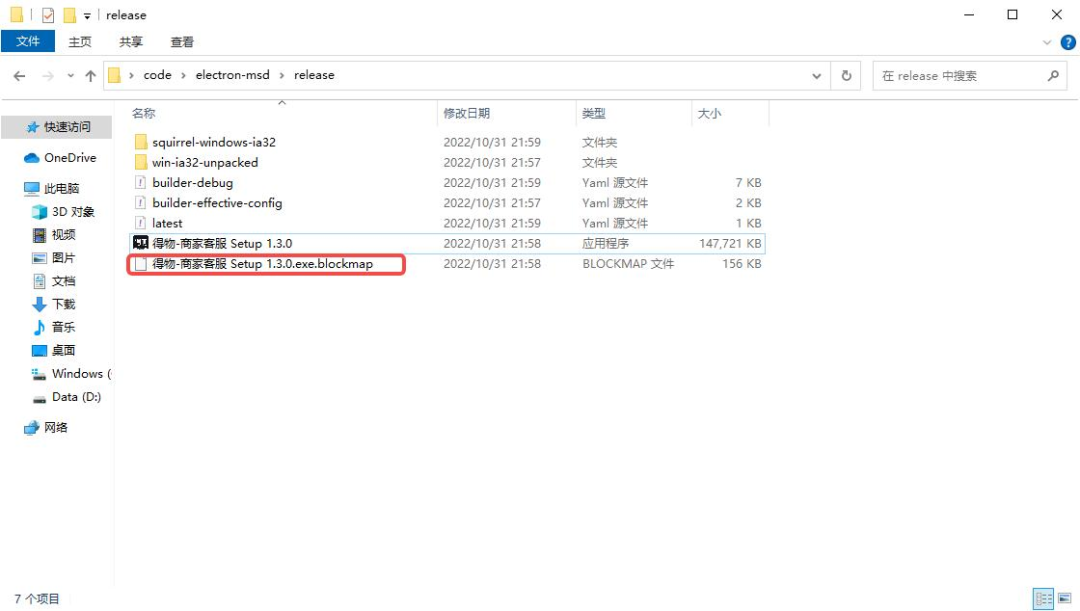 release
文件 主页 共享 查看
code › electron-msd › release
在 release 中搜索
名称 修改日期 类型 大小
快速访问
OneDrive
此电脑
3D 对象
视频
图片
文档
下载
音乐
桌面
Windows (
Data (D:)
网络
squirrel-windows-ia32 2022/10/31 21:59 文件夹
win-ia32-unpacked 2022/10/31 21:57 文件夹
builder-debug 2022/10/31 21:59 Yaml 源文件 7 KB
builder-effective-config 2022/10/31 21:57 Yaml 源文件 2 KB
latest 2022/10/31 21:59 Yaml 源文件 1 KB
得物-商家客服 Setup 1.3.0 2022/10/31 21:58 应用程序 147,721 KB
得物-商家客服 Setup 1.3.0.exe.blockmap 2022/10/31 21:58 BLOCKMAP 文件 156 KB
7 个项目